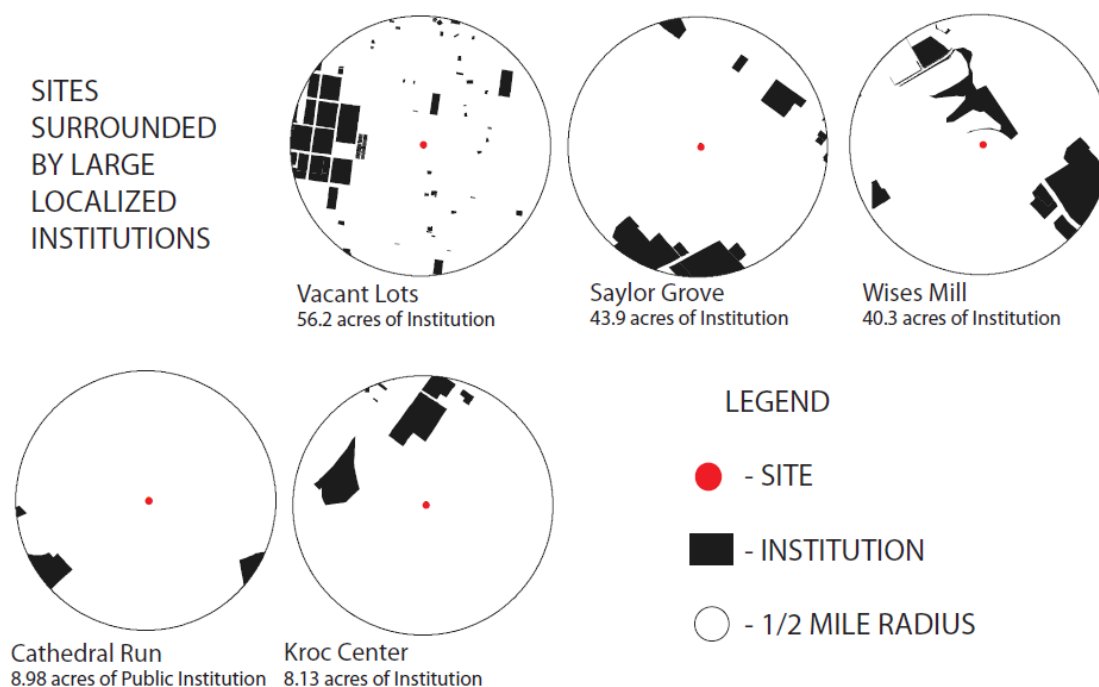 SITES
SURROUNDED
BY LARGE
LOCALIZED
INSTITUTIONS
Vacant Lots
56.2 acres of Institution
Saylor Grove
43.9 acres of Institution
Wises Mill
40.3 acres of Institution
Cathedral Run
8.98 acres of Public Institution
Kroc Center
8.13 acres of Institution
LEGEND
- SITE
- INSTITUTION
- 1/2 MILE RADIUS